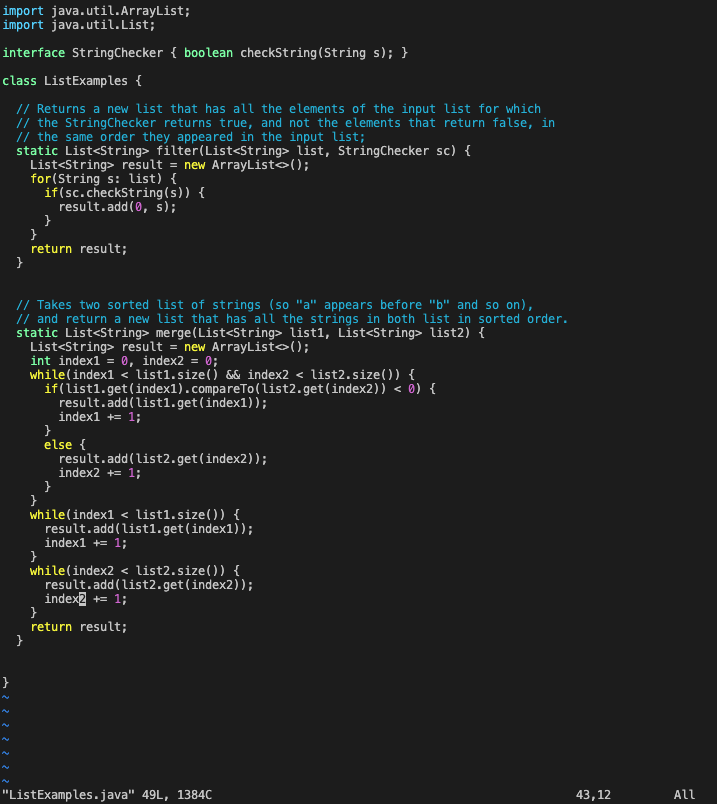 import java.util.ArrayList;
import java.util.List;

interface StringChecker { boolean checkString(String s); }

class ListExamples {

  // Returns a new list that has all the elements of the input list for which
  // the StringChecker returns true, and not the elements that return false, in
  // the same order they appeared in the input list;
  static List<String> filter(List<String> list, StringChecker sc) {
    List<String> result = new ArrayList<>();
    for(String s: list) {
      if(sc.checkString(s)) {
        result.add(0, s);
      }
    }
    return result;
  }


  // Takes two sorted list of strings (so "a" appears before "b" and so on),
  // and return a new list that has all the strings in both list in sorted order.
  static List<String> merge(List<String> list1, List<String> list2) {
    List<String> result = new ArrayList<>();
    int index1 = 0, index2 = 0;
    while(index1 < list1.size() && index2 < list2.size()) {
      if(list1.get(index1).compareTo(list2.get(index2)) < 0) {
        result.add(list1.get(index1));
        index1 += 1;
      }
      else {
        result.add(list2.get(index2));
        index2 += 1;
      }
    }
    while(index1 < list1.size()) {
      result.add(list1.get(index1));
      index1 += 1;
    }
    while(index2 < list2.size()) {
      result.add(list2.get(index2));
      index2 += 1;
    }
    return result;
  }


}
~
~
~
~
~
~
~
"ListExamples.java" 49L, 1384C 43,12 All